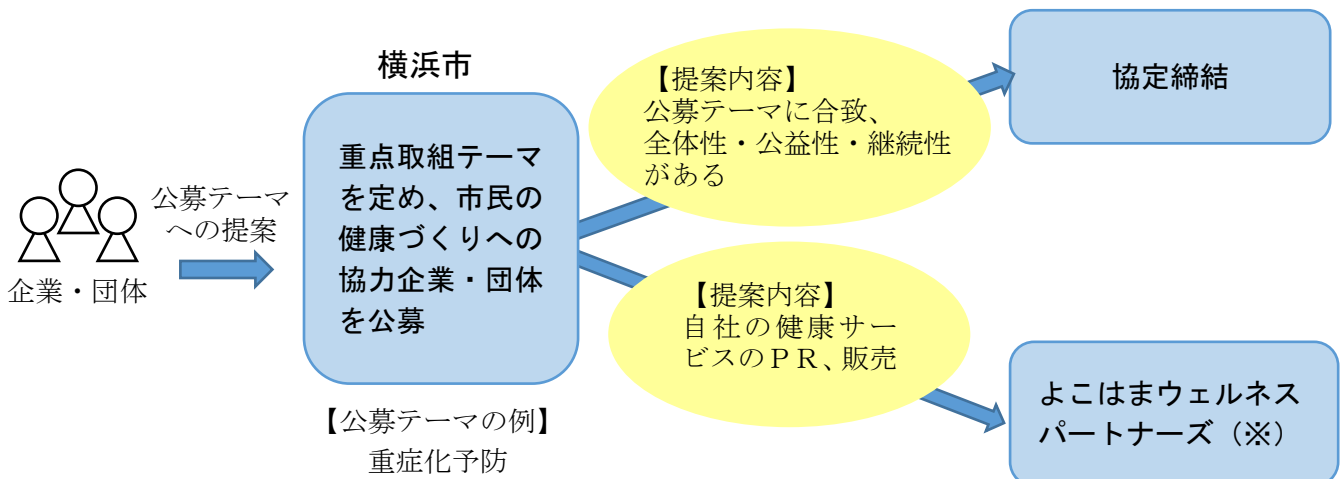 企業・団体
公募テーマ
への提案
横浜市
重点取組テーマ
を定め、市民の
健康づくりへの
協力企業・団体
を公募
【公募テーマの例】
重症化予防
【提案内容】
公募テーマに合致、
全体性・公益性・継続性
がある
協定締結
【提案内容】
自社の健康サー
ビスのＰＲ、販売
よこはまウェルネス
パートナーズ（※）